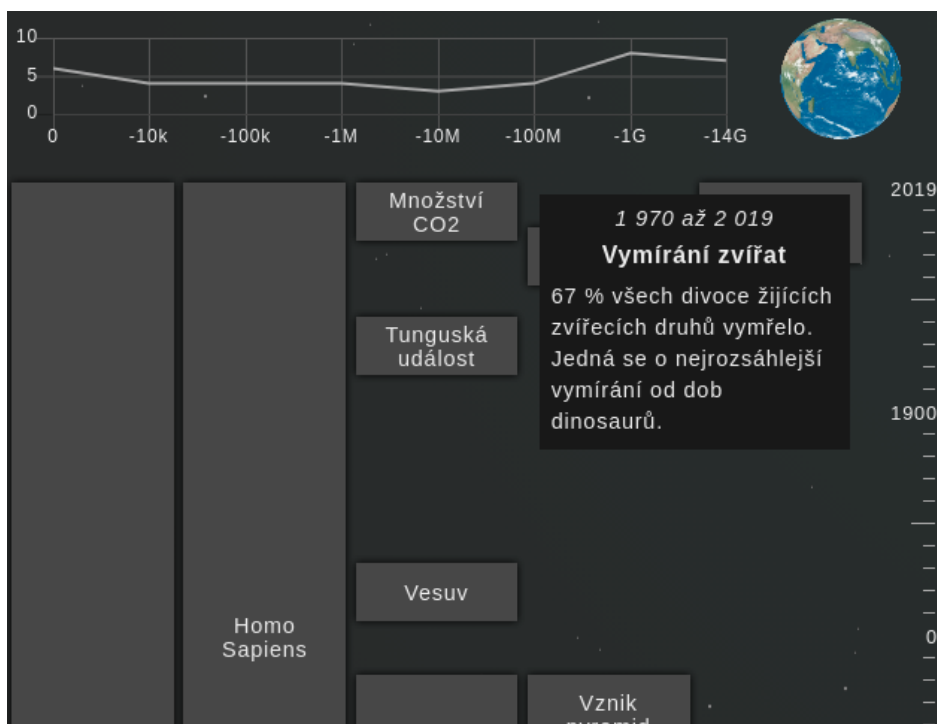 10
5
0
0 -10k -100k -1M -10M -100M -1G -14G
Množství
CO2
1 970 až 2 019
Vymírání zvířat
67 % všech divoce žijících
zvířecích druhů vymřelo.
Jedná se o nejrozsáhlejší
vymírání od dob
dinosaurů.
2019
Tunguská
událost
1900
Vesuv
Homo
Sapiens
0
Vznik
pyramid